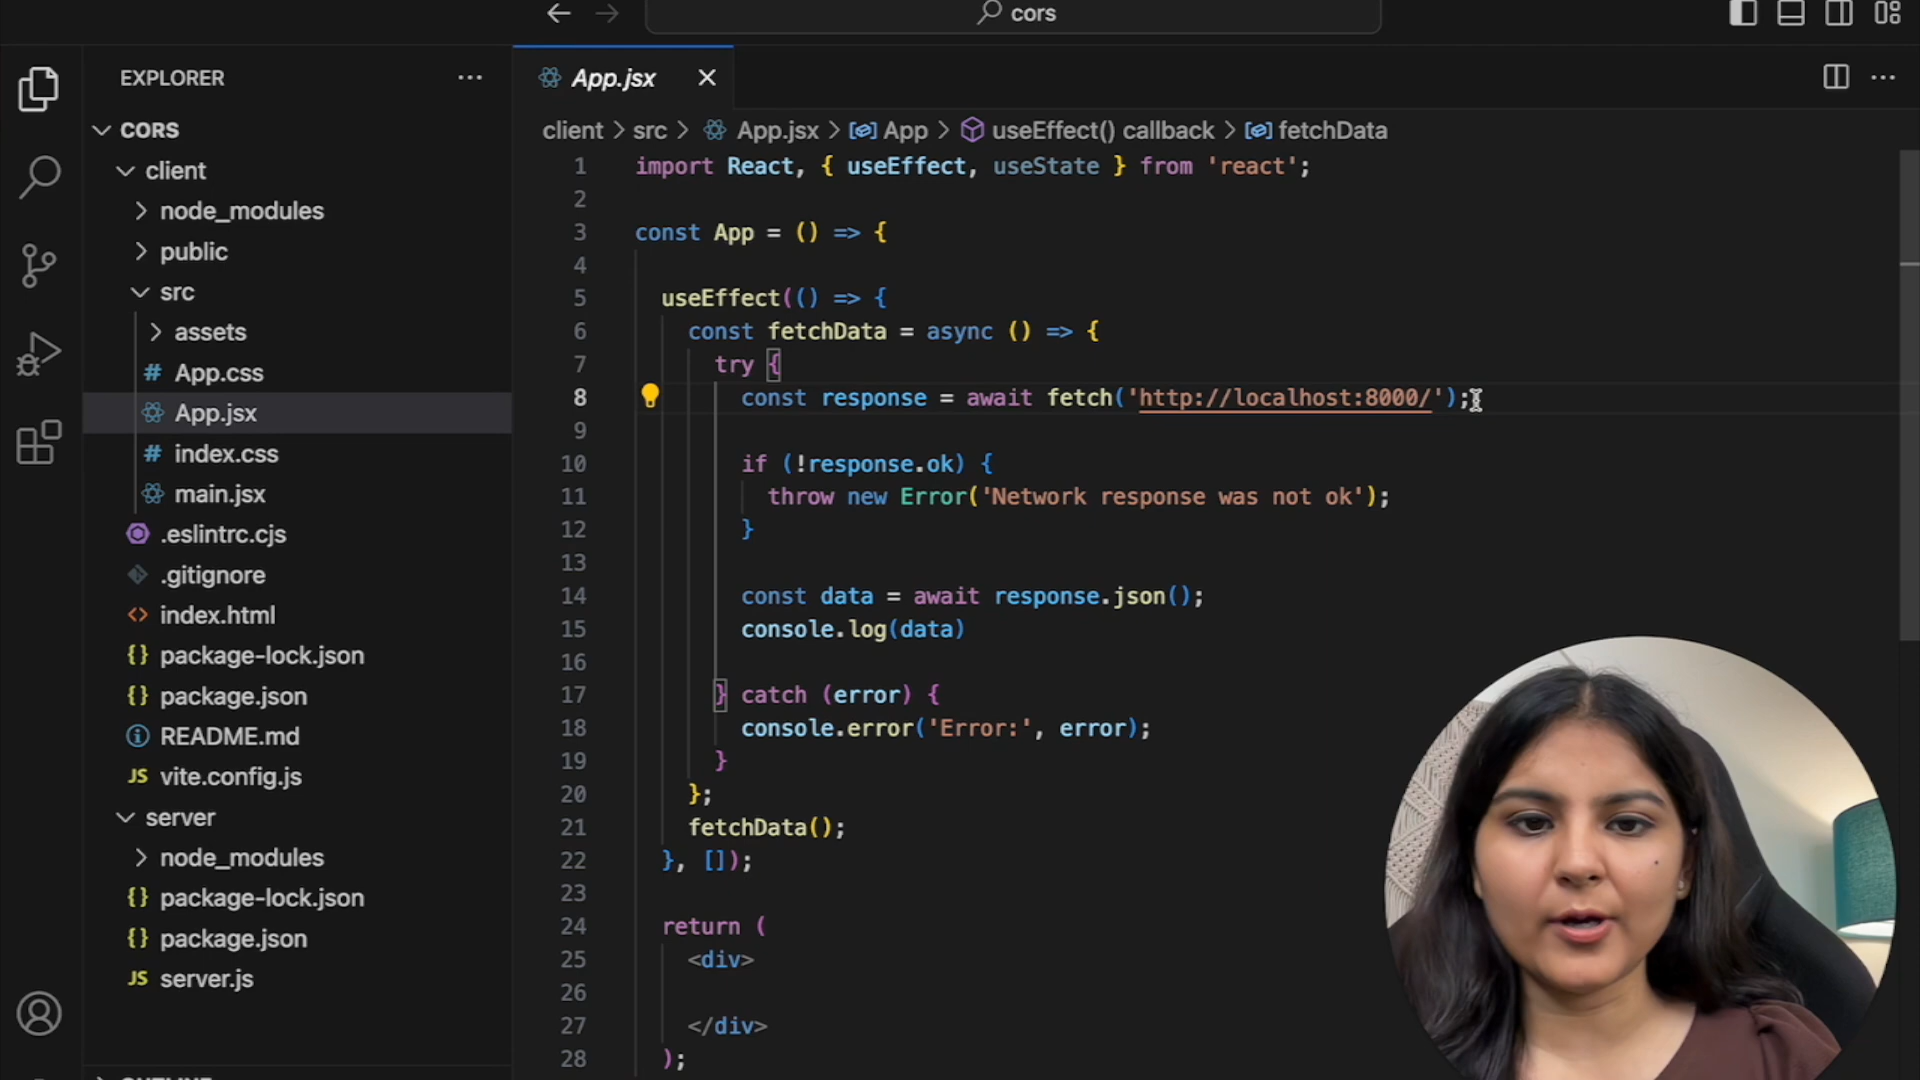 cors
EXPLORER
CORS
client
node_modules
public
src
assets
# App.css
App.jsx
# index.css
main.jsx
.eslintrc.cjs
.gitignore
<> index.html
{} package-lock.json
{} package.json
README.md
JS vite.config.js
server
node_modules
{} package-lock.json
{} package.json
JS server.js
App.jsx
client > src > App.jsx > App > useEffect() callback > fetchData
1 import React, { useEffect, useState } from 'react';
2
3 const App = () => {
4
5 useEffect(() => {
6 const fetchData = async () => {
7 try {
8 const response = await fetch('http://localhost:8000/');
9
10 if (!response.ok) {
11 throw new Error('Network response was not ok');
12 }
13
14 const data = await response.json();
15 console.log(data)
16
17 } catch (error) {
18 console.error('Error:', error);
19 }
20 };
21 fetchData();
22 }, []);
23
24 return (
25 <div>
26
27 </div>
28 );